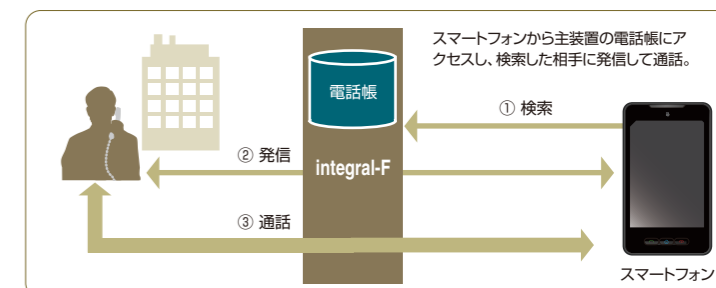 スマートフォンから主装置の電話帳にア
クセスし、検索した相手に発信して通話。
電話帳
① 検索
② 発信
integral-F
③ 通話
スマートフォン